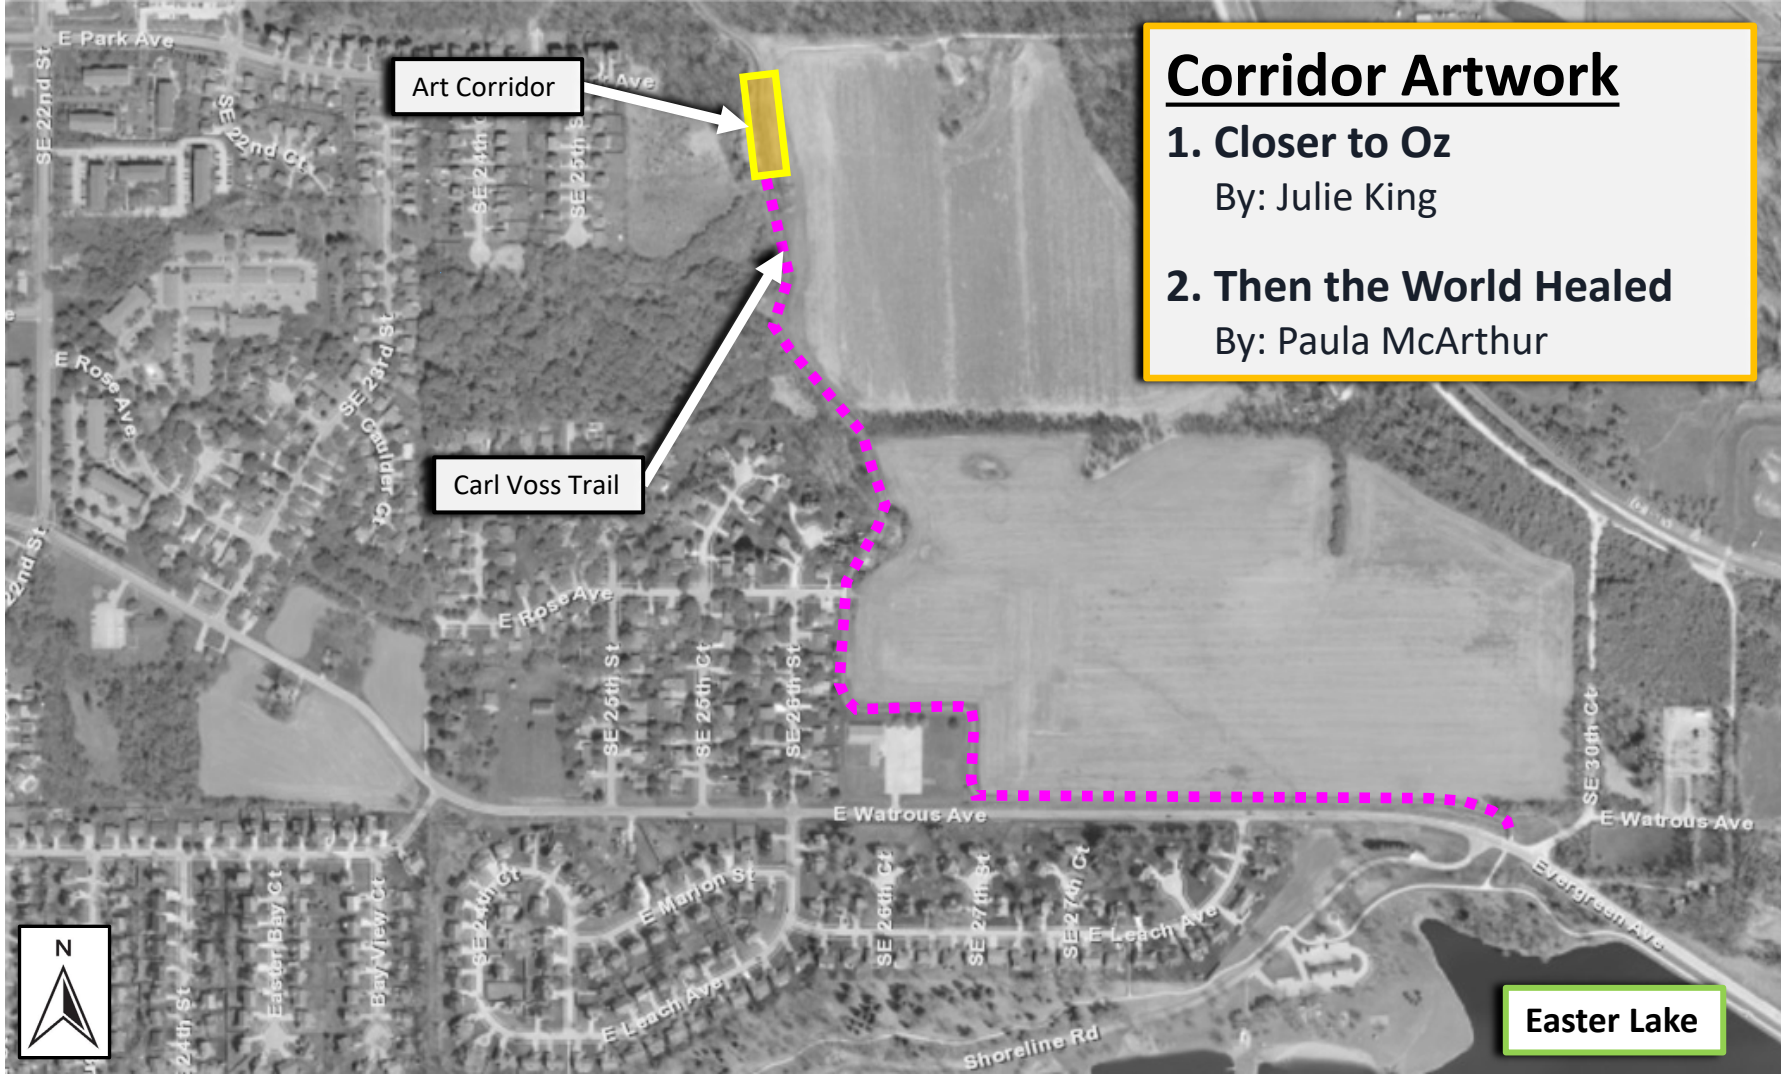 Corridor Artwork
1. Closer to Oz
By: Julie King
2. Then the World Healed
By: Paula McArthur
Art Corridor
Carl Voss Trail
Easter Lake
N
E Park Ave
Ave
SE 22nd St
SE 22nd Ct
SE 24th
SE 25th S
E Rose Ave
SE 23rd St
Caulder Ct
22nd St
E Rose Ave
SE 25th St
SE 25th Ct
SE 26th St
SE 30th Ct
E Watrous Ave
E Watrous Ave
Evergreen Ave
SE 24th Ct
E Marion St
SE 26th Ct
SE 27th St
SE 27th Ct
E Leach Ave
E Leach Ave
Easter Bay Ct
Bay View Ct
24th St
Shoreline Rd